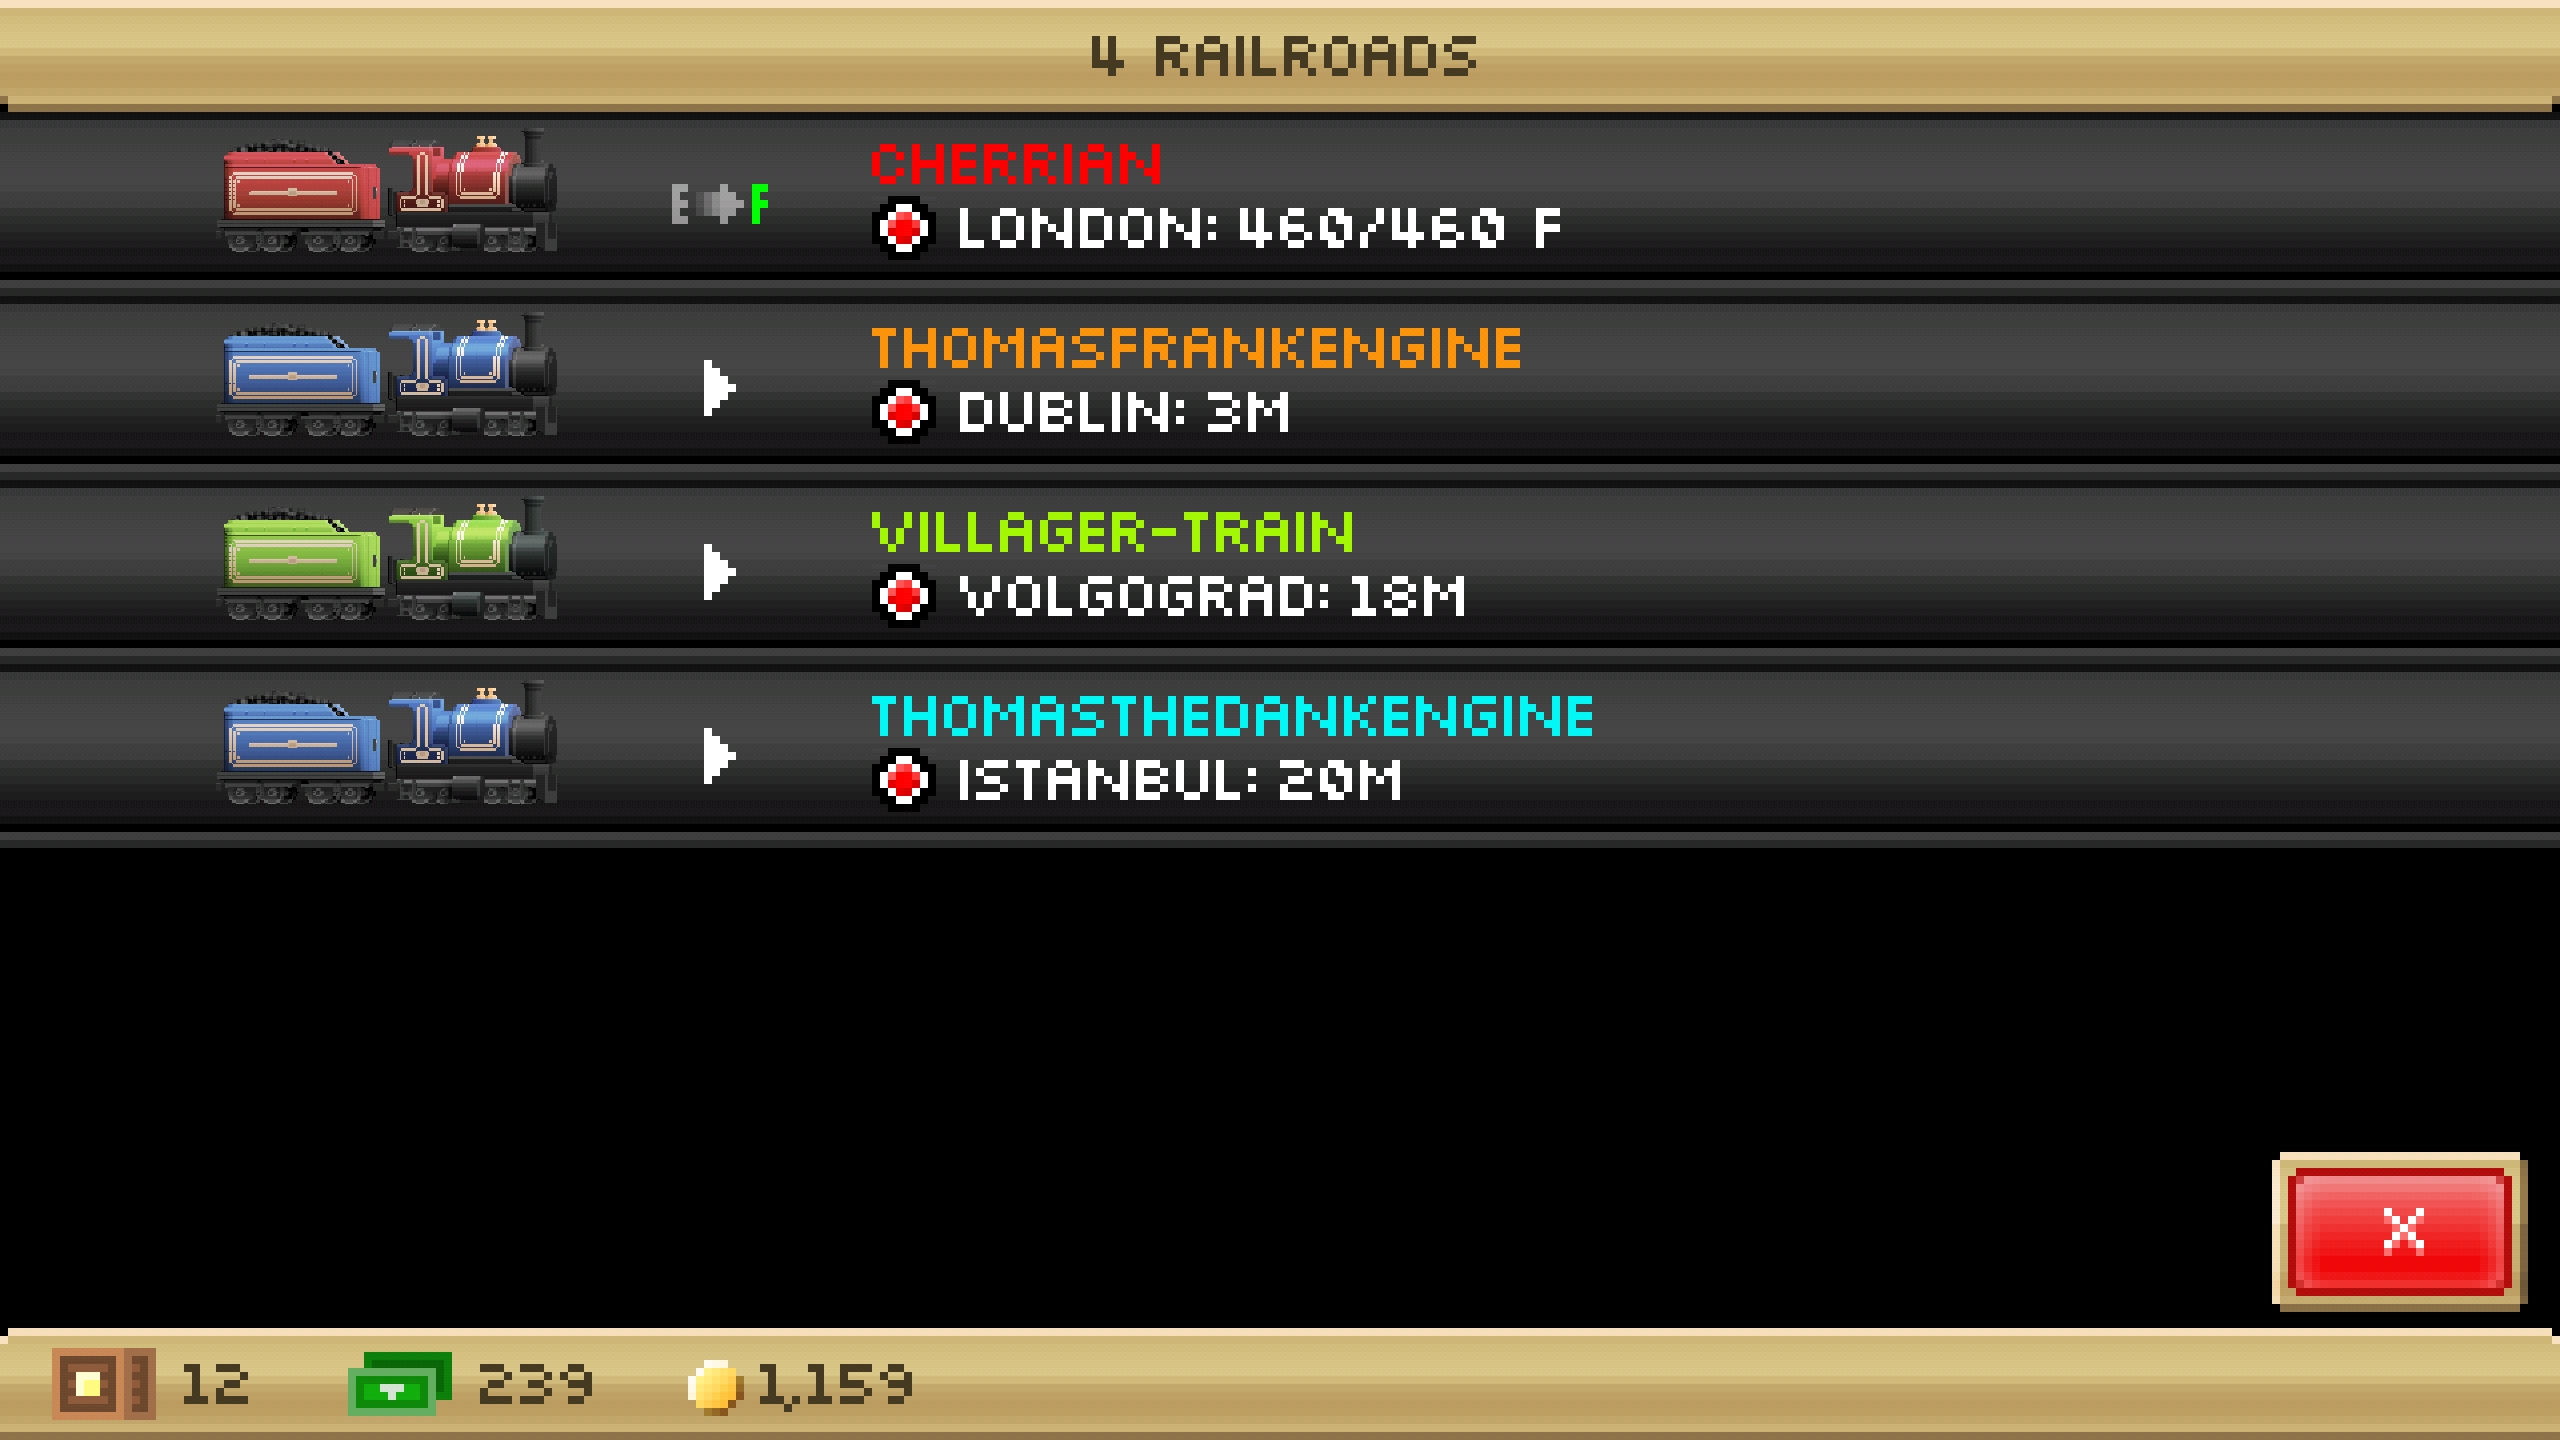 4 RAILROADS
CHERRIAN
E F
LONDON: 460/460 F
THOMASFRANKENGINE
DUBLIN: 3M
VILLAGER-TRAIN
VOLGOGRAD: 18M
THOMASTHEDANKENGINE
ISTANBUL: 20M
X
12 239 1,159